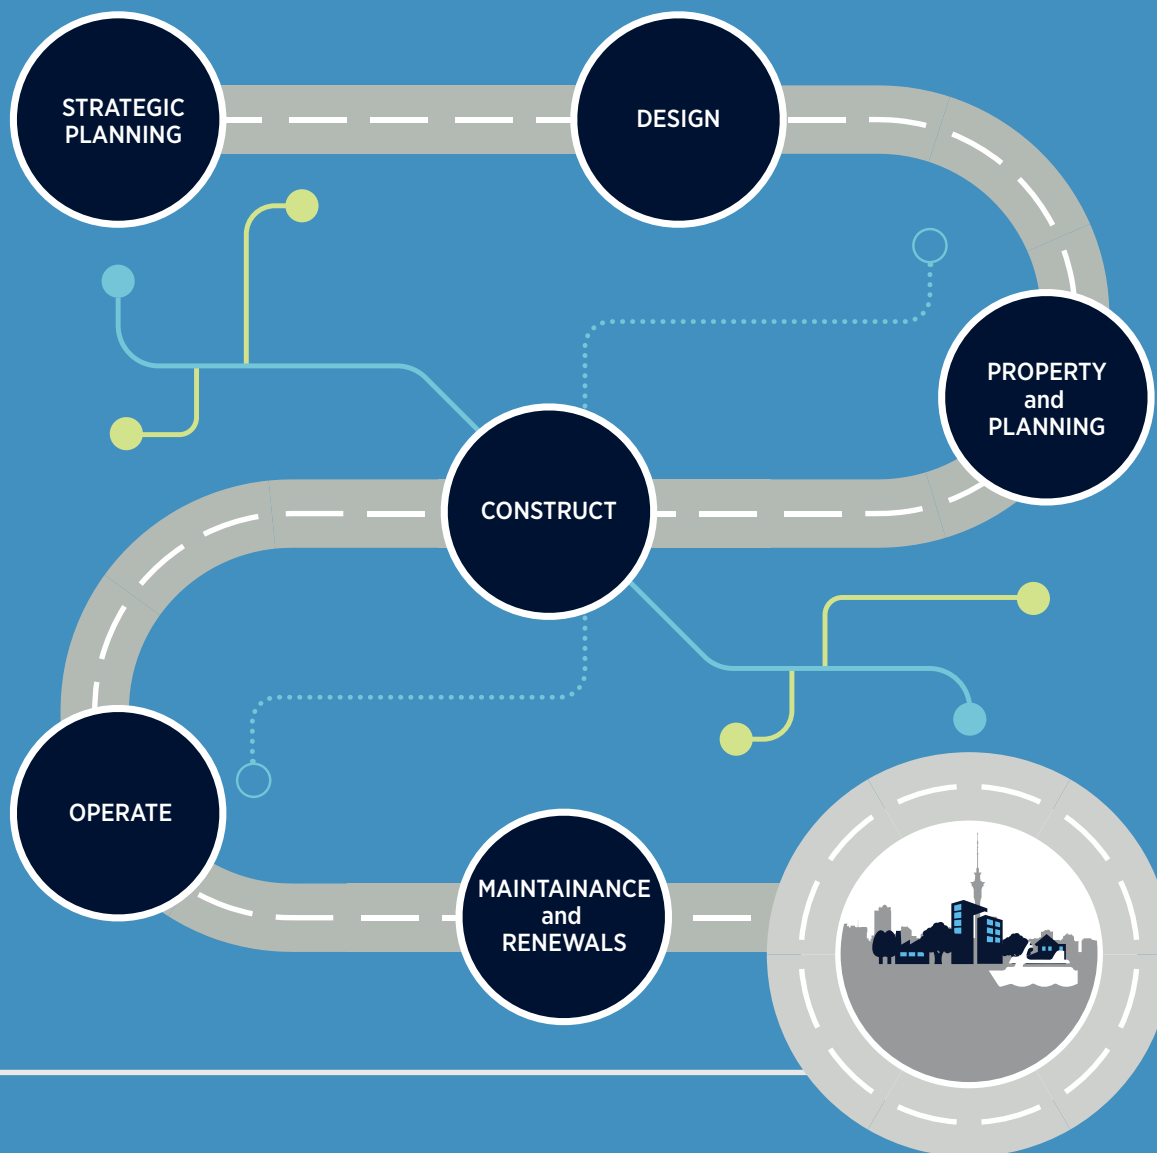 STRATEGIC
PLANNING
DESIGN
PROPERTY
and
PLANNING
CONSTRUCT
OPERATE
MAINTAINANCE
and
RENEWALS